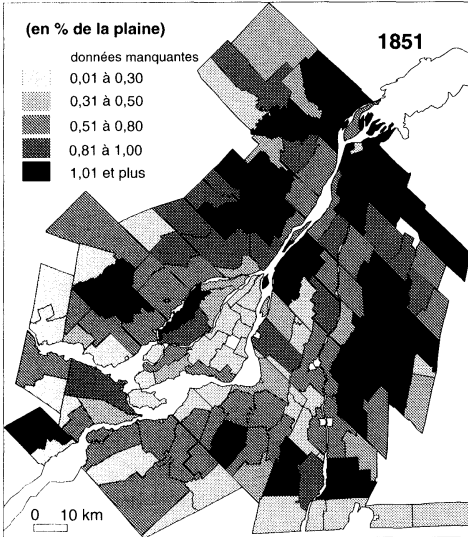 (en % de la plaine)
1851
données manquantes
0,01 à 0,30
0,31 à 0,50
0,51 à 0,80
0,81 à 1,00
1,01 et plus
0 10 km